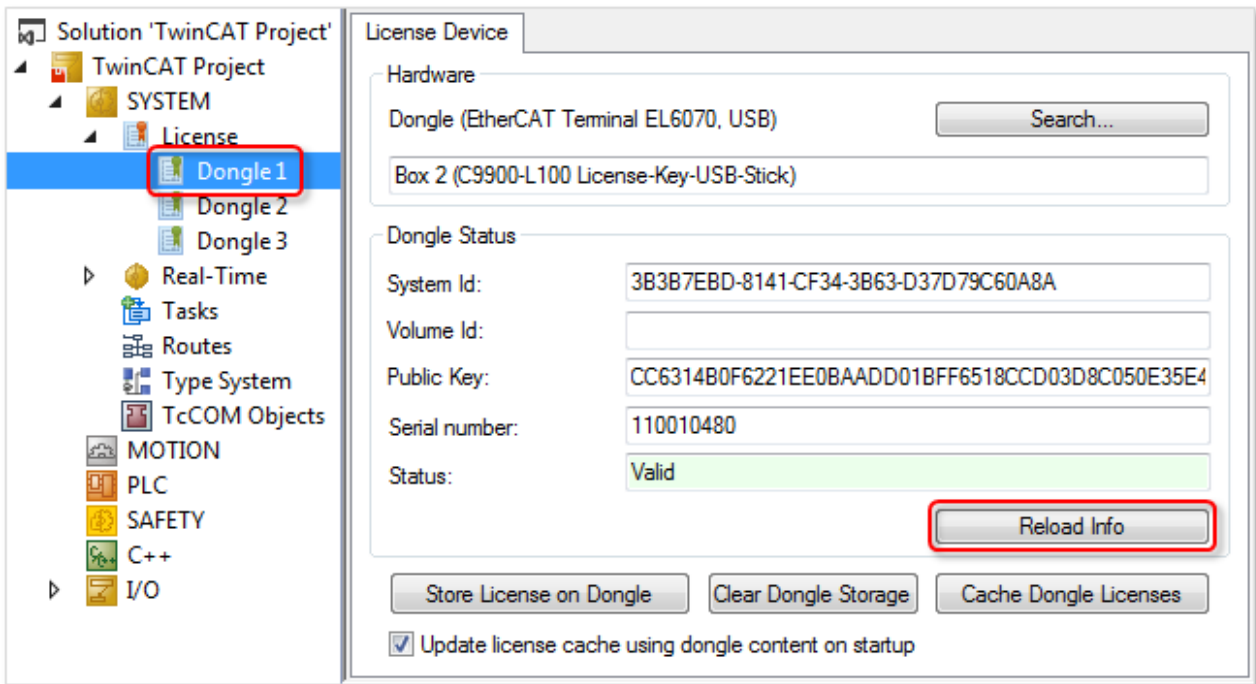 Solution 'TwinCAT Project'
TwinCAT Project
SYSTEM
License
Dongle 1
Dongle 2
Dongle 3
Real-Time
Tasks
Routes
Type System
TcCOM Objects
MOTION
PLC
SAFETY
C++
I/O
License Device
Hardware
Dongle (EtherCAT Terminal EL6070, USB)
Search...
Box 2 (C9900-L100 License-Key-USB-Stick)
Dongle Status
System Id: 3B3B7EBD-8141-CF34-3B63-D37D79C60A8A
Volume Id:
Public Key: CC6314B0F6221EE0BAADD01BFF6518CCD03D8C050E35E4
Serial number: 110010480
Status: Valid
Reload Info
Store License on Dongle Clear Dongle Storage Cache Dongle Licenses
Update license cache using dongle content on startup